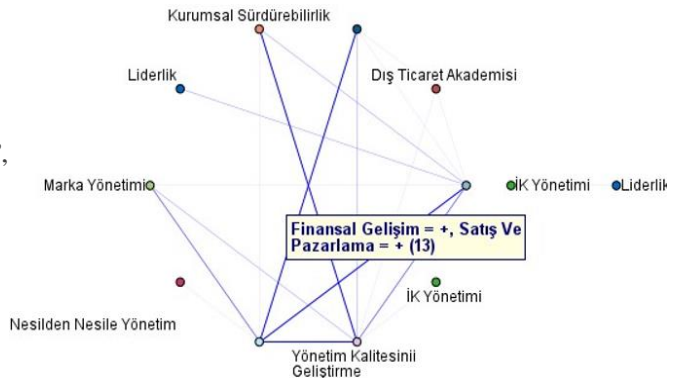 Kurumsal Sürdürebilirlik
Liderlik
Dış Ticaret Akademisi
,
Marka Yönetimi
İK Yönetimi
Liderlik
Finansal Gelişim = +, Satış Ve
Pazarlama = + (13)
İK Yönetimi
Nesilden Nesile Yönetim
Yönetim Kalitesinii
Geliştirme